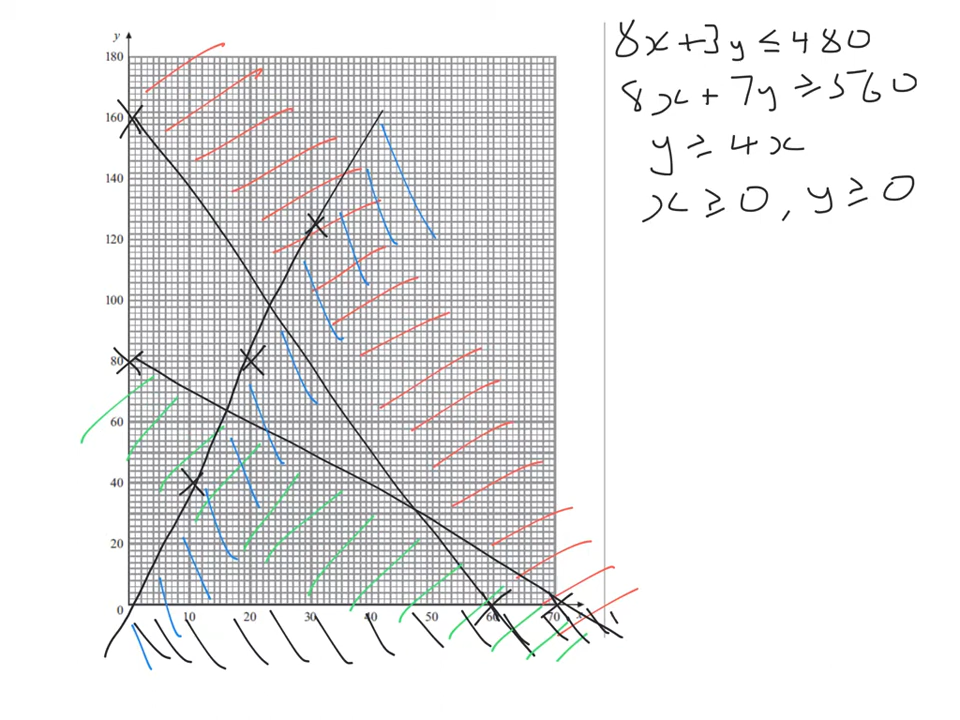 y
180
160
140
120
100
80
60
40
20
0 10 20 30 40 50 60 70 x
8x + 3y ≤ 480
8x + 7y ≥ 560
y ≥ 4x
x ≥ 0, y ≥ 0